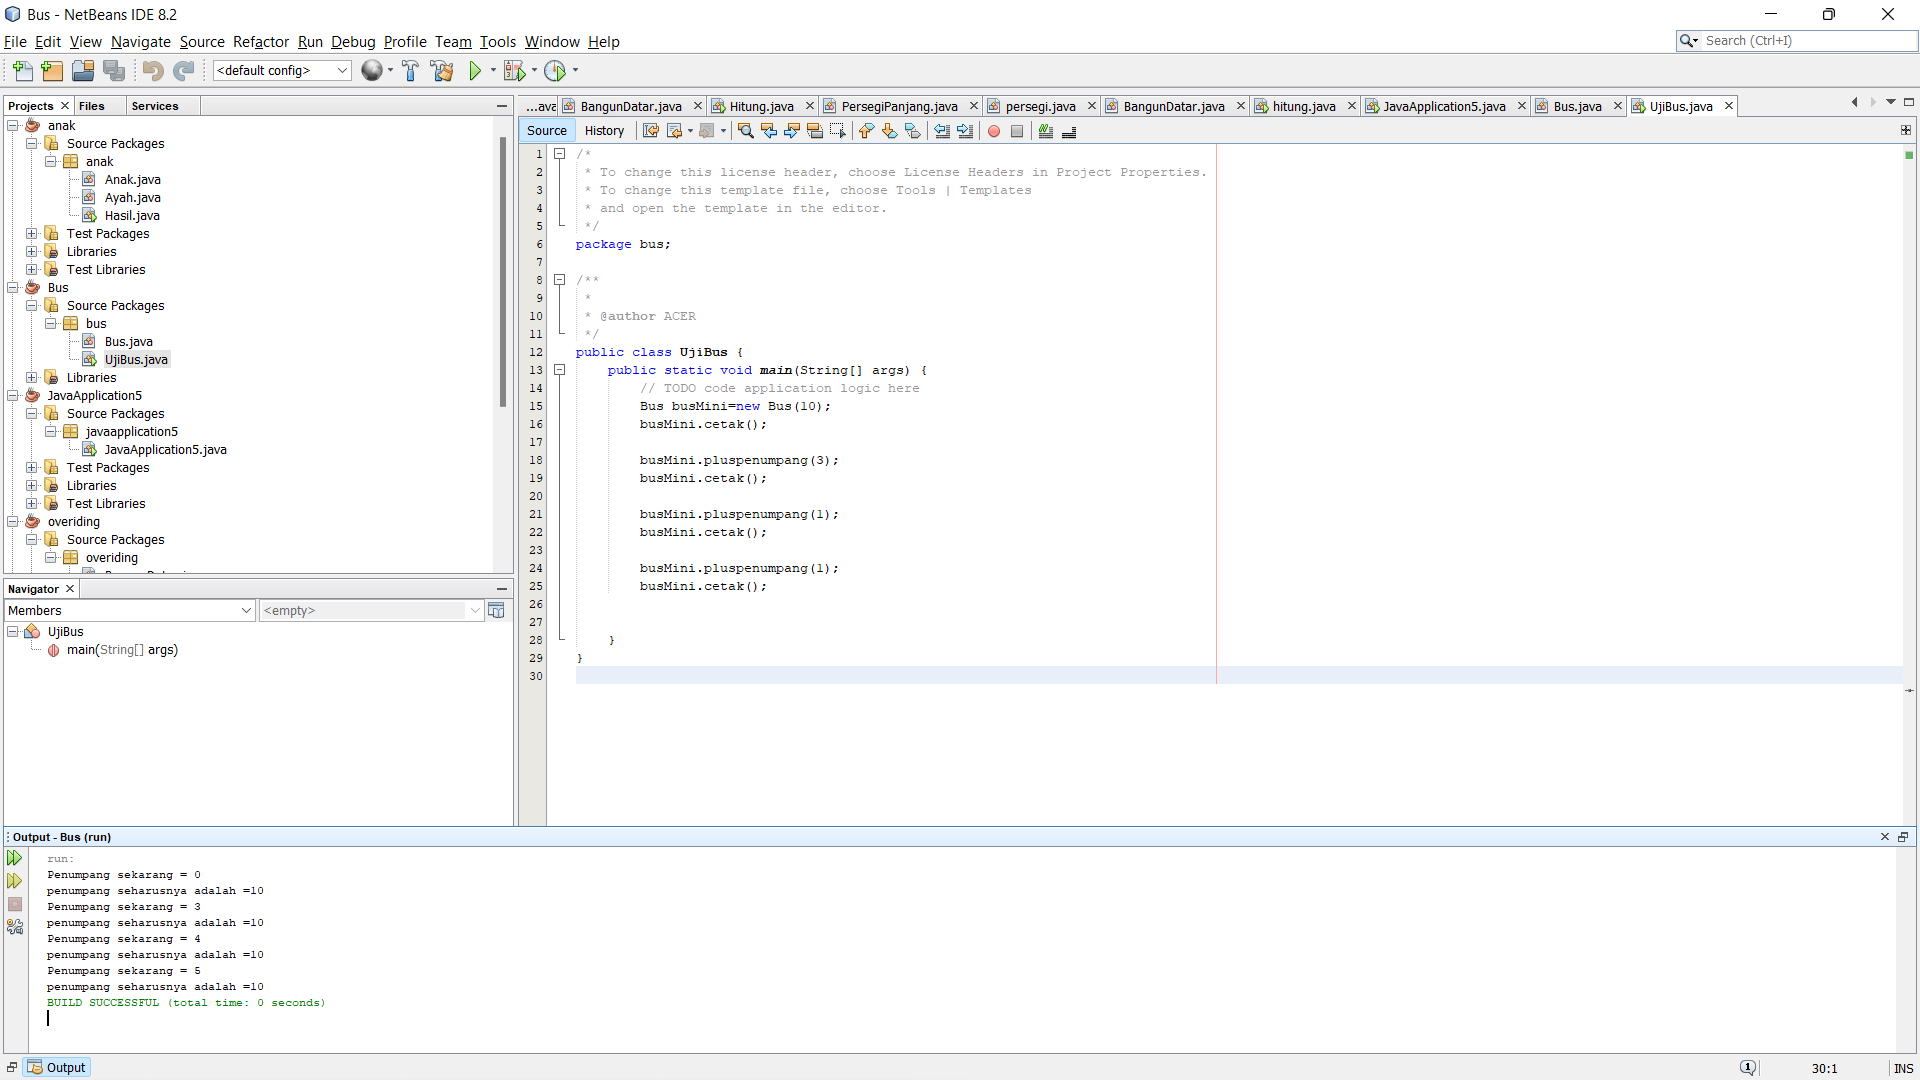 Bus - NetBeans IDE 8.2
File Edit View Navigate Source Refactor Run Debug Profile Team Tools Window Help
Search (Ctrl+I)
<default config>
Projects Files Services
anak
Source Packages
anak
Anak.java
Ayah.java
Hasil.java
Test Packages
Libraries
Test Libraries
Bus
Source Packages
bus
Bus.java
UjiBus.java
Libraries
JavaApplication5
Source Packages
javaapplication5
JavaApplication5.java
Test Packages
Libraries
Test Libraries
overiding
Source Packages
overiding
Navigator
Members
<empty>
UjiBus
main(String[] args)
...ava BangunDatar.java Hitung.java PersegiPanjang.java persegi.java BangunDatar.java hitung.java JavaApplication5.java Bus.java UjiBus.java
Source History
1 /*
2 * To change this license header, choose License Headers in Project Properties.
3 * To change this template file, choose Tools | Templates
4 * and open the template in the editor.
5 */
6 package bus;
7
8 /**
9 *
10 * @author ACER
11 */
12 public class UjiBus {
13 public static void main(String[] args) {
14 // TODO code application logic here
15 Bus busMini=new Bus(10);
16 busMini.cetak();
17
18 busMini.pluspenumpang(3);
19 busMini.cetak();
20
21 busMini.pluspenumpang(1);
22 busMini.cetak();
23
24 busMini.pluspenumpang(1);
25 busMini.cetak();
26
27
28 }
29 }
30
Output - Bus (run)
run:
Penumpang sekarang = 0
penumpang seharusnya adalah =10
Penumpang sekarang = 3
penumpang seharusnya adalah =10
Penumpang sekarang = 4
penumpang seharusnya adalah =10
Penumpang sekarang = 5
penumpang seharusnya adalah =10
BUILD SUCCESSFUL (total time: 0 seconds)
Output
1
30:1
INS